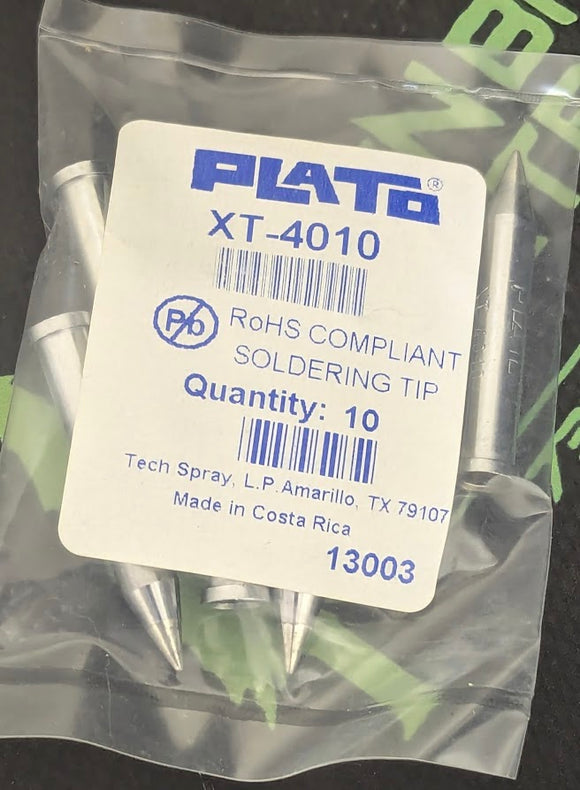 PLATO®
XT-4010
Pb
RoHS COMPLIANT
SOLDERING TIP
Quantity: 10
Tech Spray, L.P. Amarillo, TX 79107
Made in Costa Rica
13003